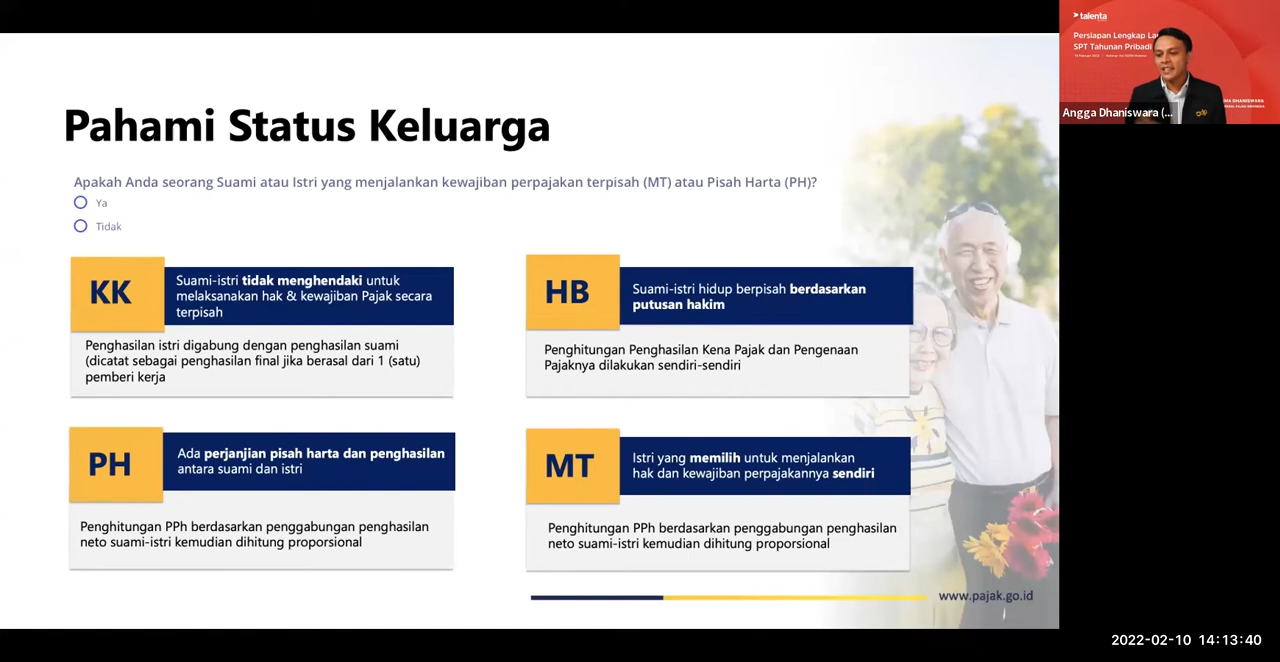 Pahami Status Keluarga
Apakah Anda seorang Suami atau Istri yang menjalankan kewajiban perpajakan terpisah (MT) atau Pisah Harta (PH)?
Ya
Tidak
KK
Suami-istri tidak menghendaki untuk
melaksanakan hak & kewajiban Pajak secara
terpisah
Penghasilan istri digabung dengan penghasilan suami
(dicatat sebagai penghasilan final jika berasal dari 1 (satu)
pemberi kerja
HB
Suami-istri hidup berpisah berdasarkan
putusan hakim
Penghitungan Penghasilan Kena Pajak dan Pengenaan
Pajaknya dilakukan sendiri-sendiri
PH
Ada perjanjian pisah harta dan penghasilan
antara suami dan istri
Penghitungan PPh berdasarkan penggabungan penghasilan
neto suami-istri kemudian dihitung proporsional
MT
Istri yang memilih untuk menjalankan
hak dan kewajiban perpajakannya sendiri
Penghitungan PPh berdasarkan penggabungan penghasilan
neto suami-istri kemudian dihitung proporsional
www.pajak.go.id
talenta
Persiapan Lengkap
SPT Tahunan Pribadi
Angga Dhaniswara (...
2022-02-10 14:13:40